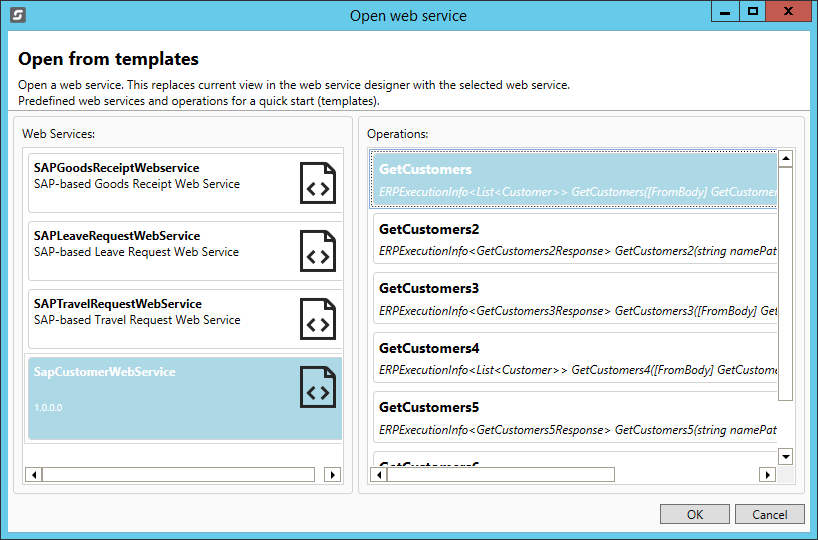 Open web service
Open from templates
Open a web service. This replaces current view in the web service designer with the selected web service.
Predefined web services and operations for a quick start (templates).
Web Services:
SAPGoodsReceiptWebservice
SAP-based Goods Receipt Web Service
SAPLeaveRequestWebService
SAP-based Leave Request Web Service
SAPTravelRequestWebService
SAP-based Travel Request Web Service
SapCustomerWebService
1.0.0.0
Operations:
GetCustomers
ERPExecutionInfo<List<Customer>> GetCustomers([FromBody] GetCustomer
GetCustomers2
ERPExecutionInfo<GetCustomers2Response> GetCustomers2(string namePat
GetCustomers3
ERPExecutionInfo<GetCustomers3Response> GetCustomers3([FromBody] Get
GetCustomers4
ERPExecutionInfo<List<Customer>> GetCustomers4([FromBody] GetCustome
GetCustomers5
ERPExecutionInfo<GetCustomers5Response> GetCustomers5(string namePat
OK
Cancel